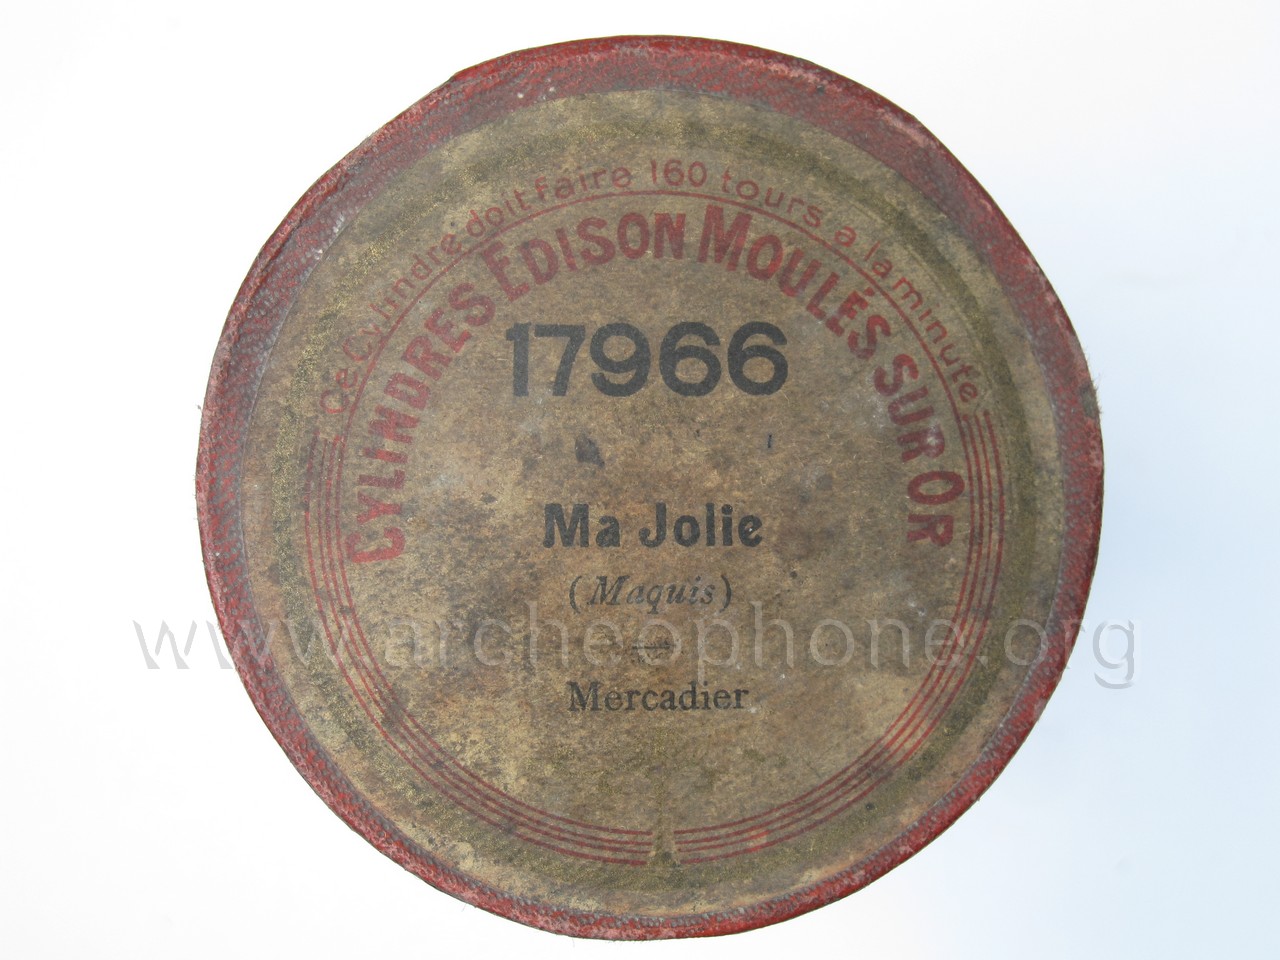 Ce Cylindre doit faire 160 tours a la minute
CYLINDRES EDISON MOULÉS SUR OR
17966
Ma Jolie
(Maquis)
www.archeophone.org
Mercadier